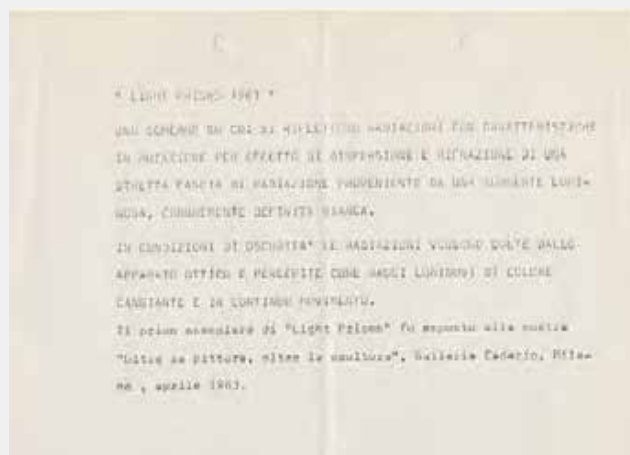 " LIGHT PRISMS 1963 "
UNO SCHERMO SU CUI SI RIFLETTONO RADIAZIONI CON CARATTERISTICHE
IN MUTAZIONE PER EFFETTO DI DISPERSIONE E RIFRAZIONE DI UNA
STRETTA FASCIA DI RADIAZIONE PROVENIENTE DA UNA SORGENTE LUMI-
NOSA, COMUNEMENTE DEFINITA BIANCA.
IN CONDIZIONI DI OSCURITA' LE RADIAZIONI VENGONO COLTE DALLO
APPARATO OTTICO E PERCEPITE COME RAGGI LUMINOSI DI COLORE
CANGIANTE E IN CONTINUO MOVIMENTO.
Il primo esemplare di "Light Prisms" fu esposto alla mostra
"Oltre la pittura, oltre la scultura", Galleria Cadario, Mila-
no , aprile 1963.